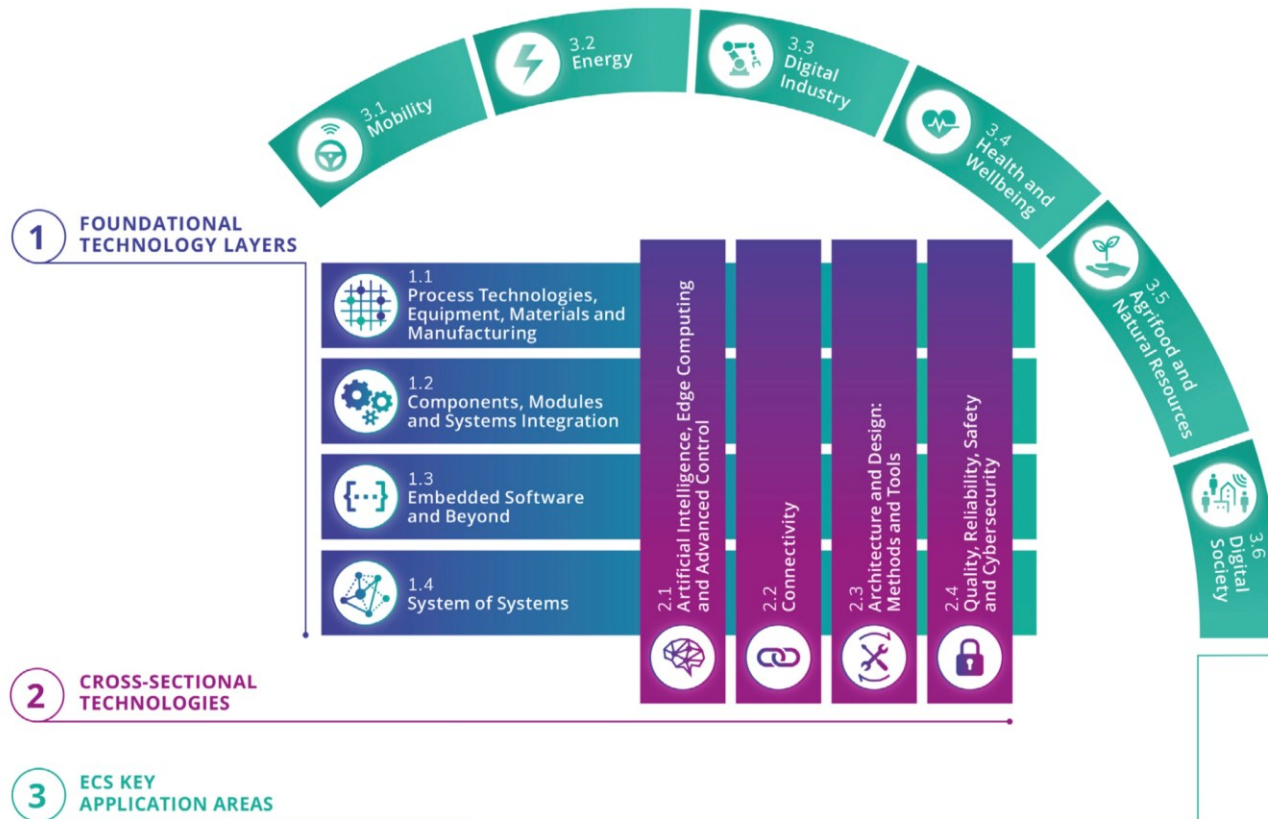 3.1
Mobility
3.2
Energy
3.3
Digital
Industry
3.4
Health and
Wellbeing
3.5
Agrifood and
Natural Resources
3.6
Digital
Society
1
FOUNDATIONAL
TECHNOLOGY LAYERS
1.1
Process Technologies,
Equipment, Materials and
Manufacturing
1.2
Components, Modules
and Systems Integration
1.3
Embedded Software
and Beyond
1.4
System of Systems
2.1
Artificial Intelligence, Edge Computing
and Advanced Control
2.2
Connectivity
2.3
Architecture and Design:
Methods and Tools
2.4
Quality, Reliability, Safety
and Cybersecurity
2
CROSS-SECTIONAL
TECHNOLOGIES
3
ECS KEY
APPLICATION AREAS